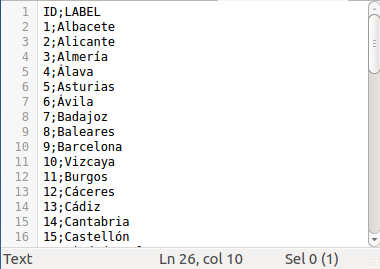 1 ID;LABEL
2 1;Albacete
3 2;Alicante
4 3;Almería
5 4;Álava
6 5;Asturias
7 6;Ávila
8 7;Badajoz
9 8;Baleares
10 9;Barcelona
11 10;Vizcaya
11 11;Burgos
13 12;Cáceres
14 13;Cádiz
15 14;Cantabria
16 15;Castellón
Text Ln 26, col 10 Sel 0 (1)